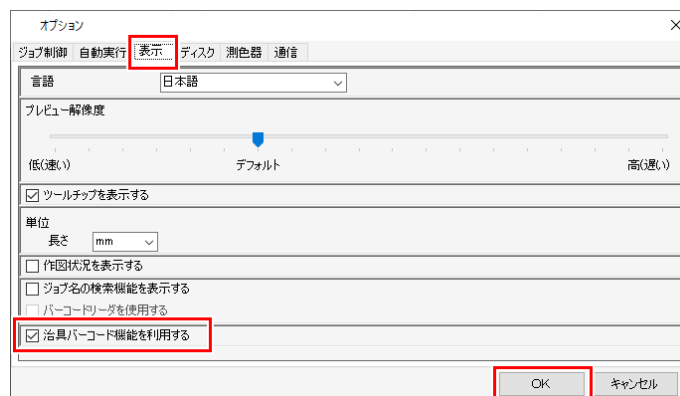 オプション
ジョブ制御 自動実行 表示 ディスク 測色器 通信
言語 日本語
プレビュー解像度
低(速い) デフォルト 高(遅い)
ツールチップを表示する
単位
長さ mm
作図状況を表示する
ジョブ名の検索機能を表示する
バーコードリーダを使用する
治具バーコード機能を利用する
OK キャンセル